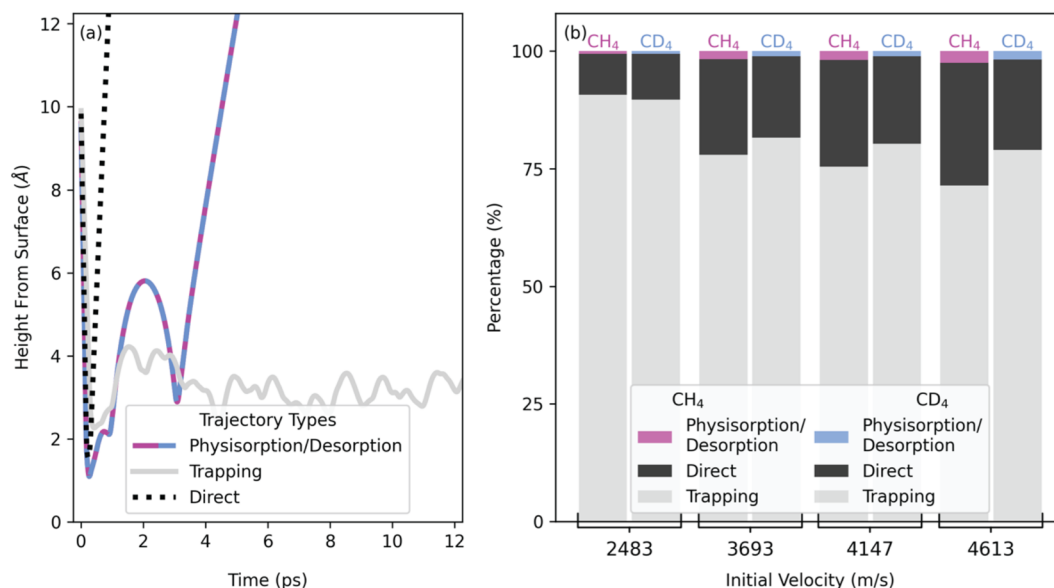 (a)
12
10
8
6
4
2
0
Height From Surface (Å)
0 2 4 6 8 10 12
Time (ps)
Trajectory Types
Physisorption/Desorption
Trapping
Direct
(b)
CH₄ CD₄ CH₄ CD₄ CH₄ CD₄ CH₄ CD₄
100
75
50
25
0
Percentage (%)
CH₄ CD₄
Physisorption/ Physisorption/
Desorption Desorption
Direct Direct
Trapping Trapping
2483 3693 4147 4613
Initial Velocity (m/s)